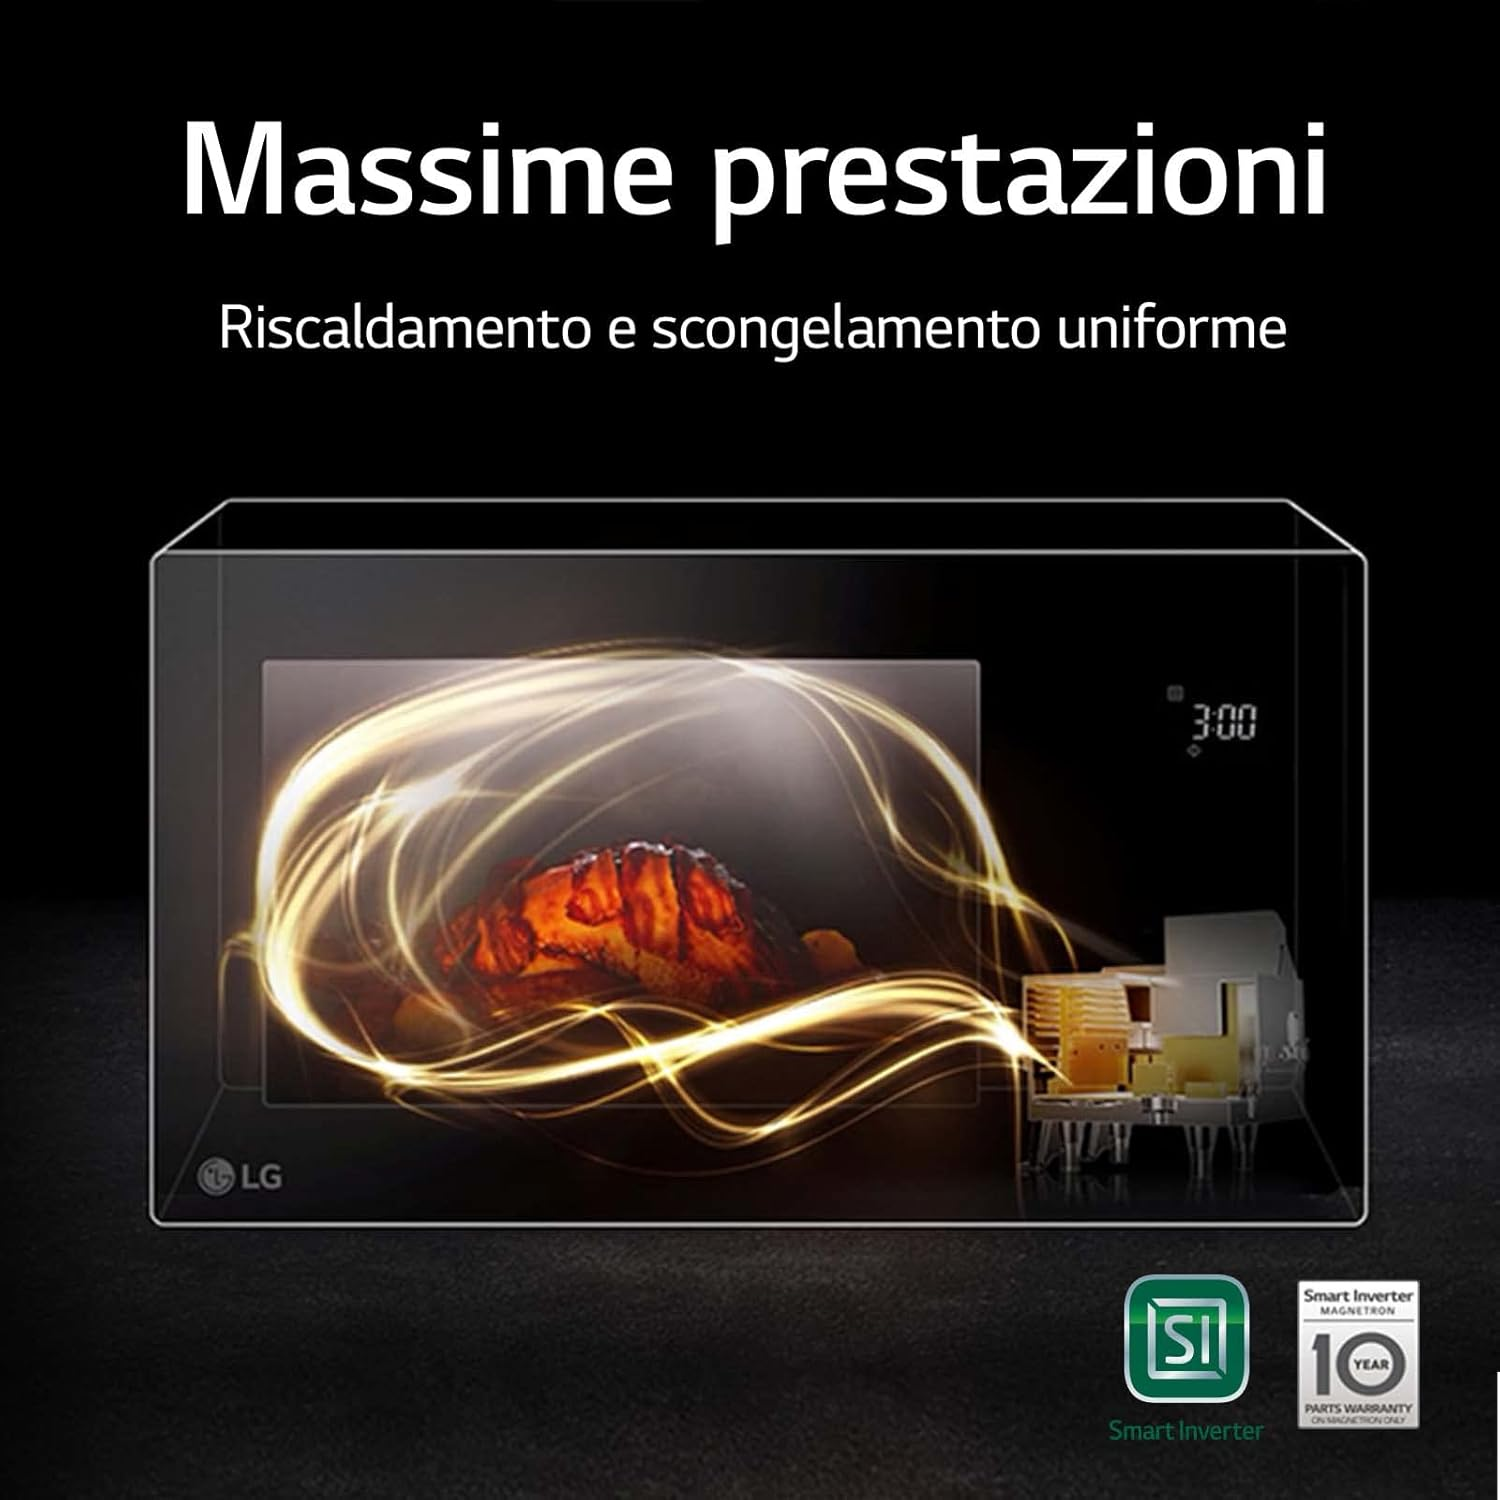 Massime prestazioni
Riscaldamento e scongelamento uniforme
3:00
LG
SI
Smart Inverter
Smart Inverter
MAGNETRON
10 YEAR
PARTS WARRANTY
ON MAGNETRON ONLY